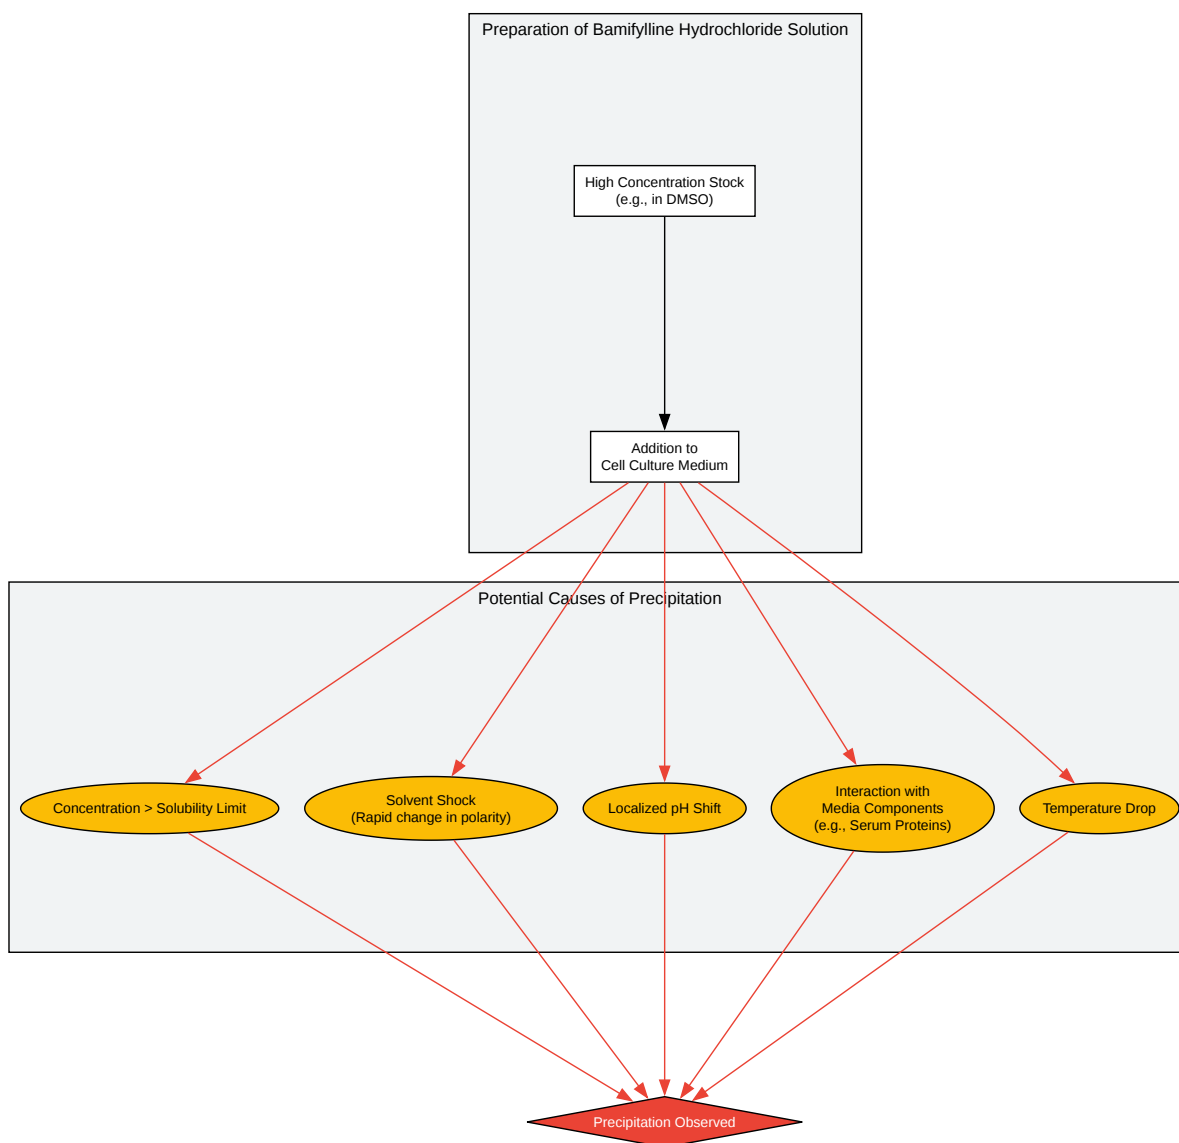 Preparation of Bamifylline Hydrochloride Solution
High Concentration Stock
(e.g., in DMSO)
Addition to
Cell Culture Medium
Potential Causes of Precipitation
Concentration > Solubility Limit
Solvent Shock
(Rapid change in polarity)
Localized pH Shift
Interaction with
Media Components
(e.g., Serum Proteins)
Temperature Drop
Precipitation Observed